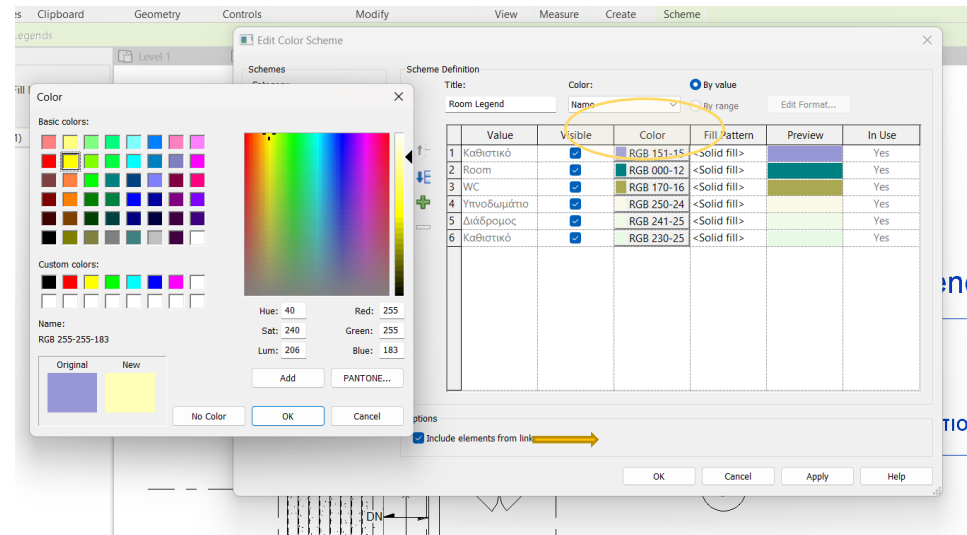 Clipboard Geometry Controls Modify View Measure Create Scheme
Legends
Level 1
Edit Color Scheme
Schemes
Scheme Definition
Title:
Color:
By value
Room Legend
Name
By range
Edit Format...
Value Visible Color Fill Pattern Preview In Use
1 Καθιστικό RGB 151-15 <Solid fill> Yes
2 Room RGB 000-12 <Solid fill> Yes
3 WC RGB 170-16 <Solid fill> Yes
4 Υπνοδωμάτιο RGB 250-24 <Solid fill> Yes
5 Διάδρομος RGB 241-25 <Solid fill> Yes
6 Καθιστικό RGB 230-25 <Solid fill> Yes
Include elements from link
OK Cancel Apply Help
Color
Basic colors:
Custom colors:
Name:
RGB 255-255-183
Original New
Hue: 40 Red: 255
Sat: 240 Green: 255
Lum: 206 Blue: 183
Add PANTONE...
No Color OK Cancel
DN